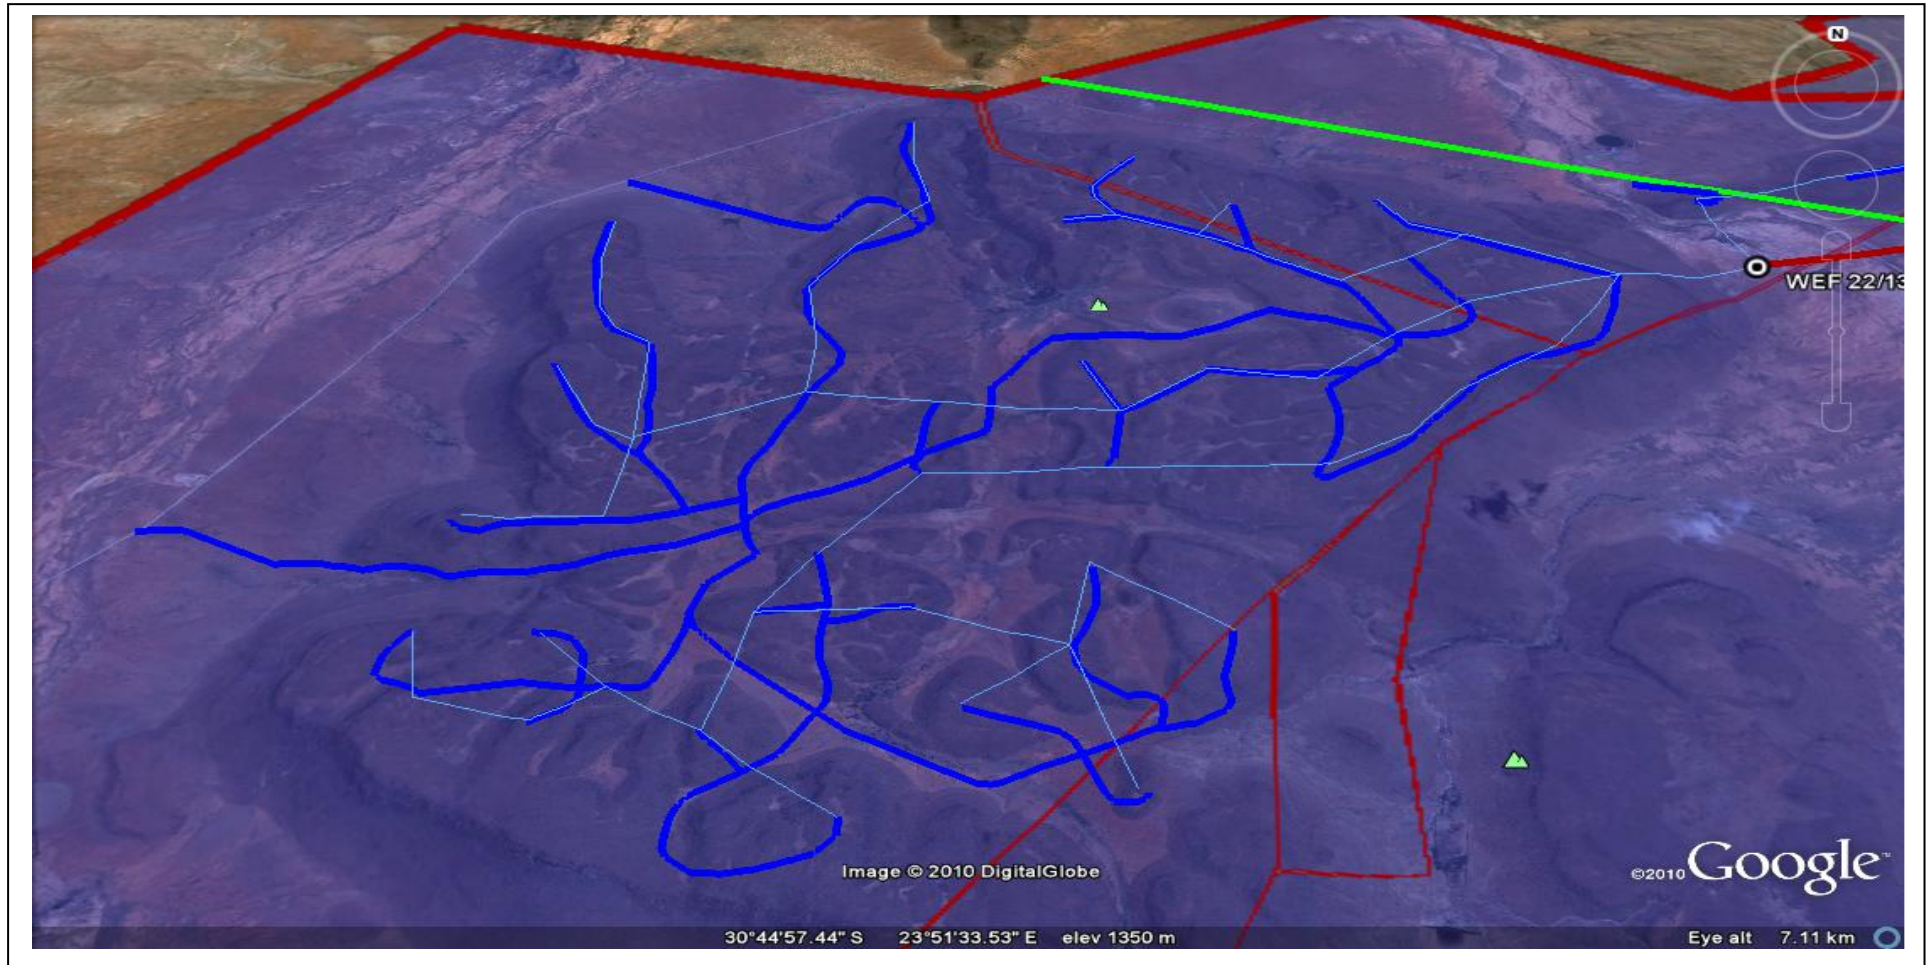 N
WEF 22/13
Image © 2010 DigitalGlobe
©2010 Google™
30°44'57.44" S 23°51'33.53" E elev 1350 m
Eye alt 7.11 km